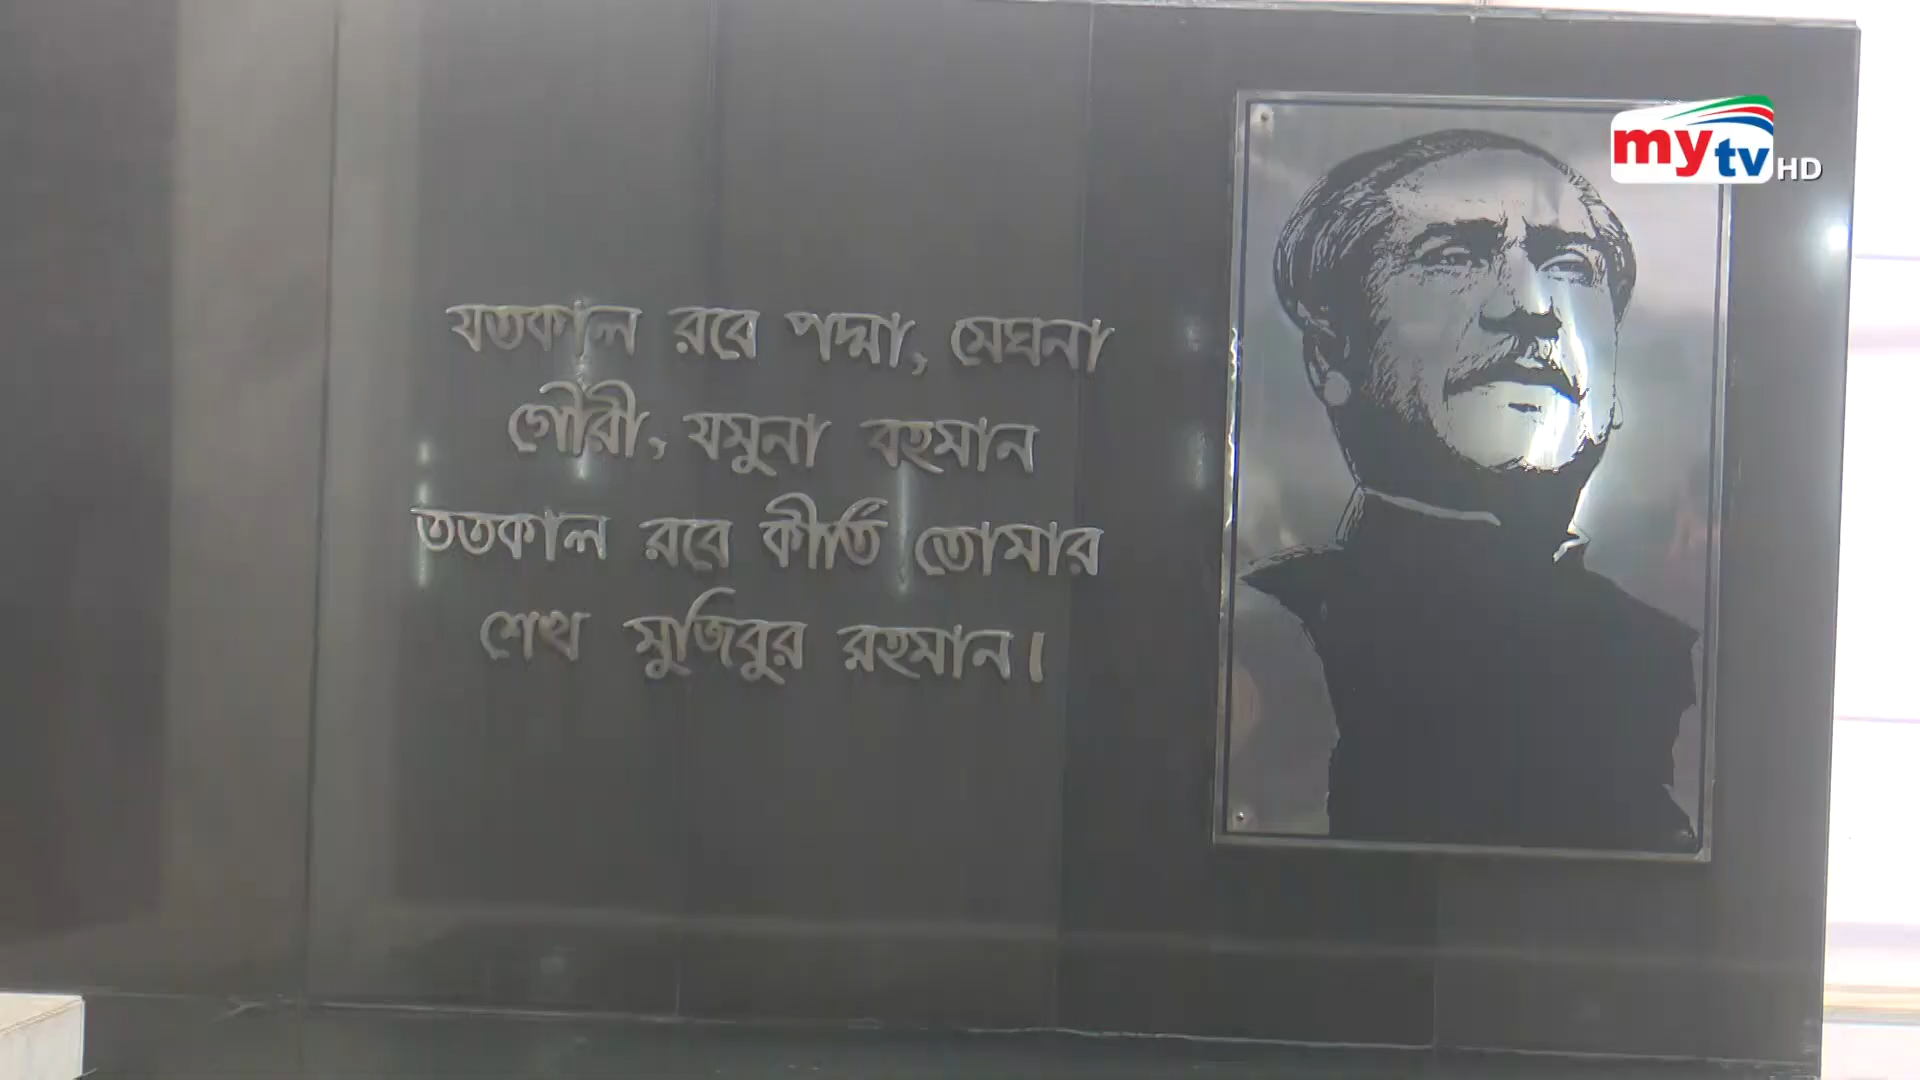 যতকাল রবে পদ্মা, মেঘনা
গৌরী, যমুনা বহমান
ততকাল রবে কীর্তি তোমার
শেখ মুজিবুর রহমান।
mytv HD